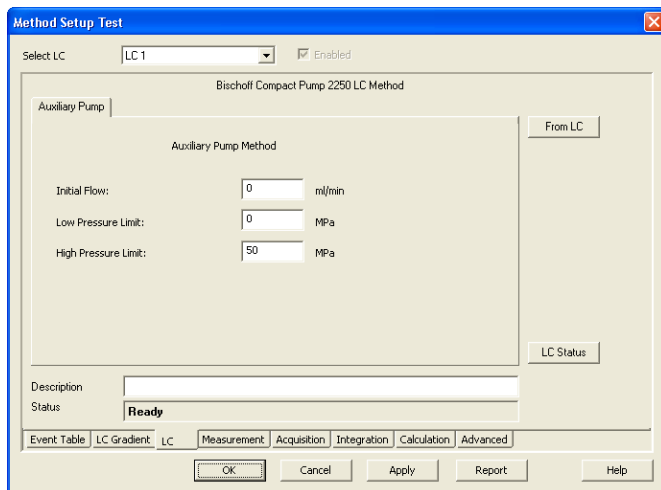 Method Setup Test
Select LC LC 1 Enabled
Bischoff Compact Pump 2250 LC Method
Auxiliary Pump
From LC
Auxiliary Pump Method
Initial Flow: 0 ml/min
Low Pressure Limit: 0 MPa
High Pressure Limit: 50 MPa
LC Status
Description
Status Ready
Event Table LC Gradient LC Measurement Acquisition Integration Calculation Advanced
OK Cancel Apply Report Help